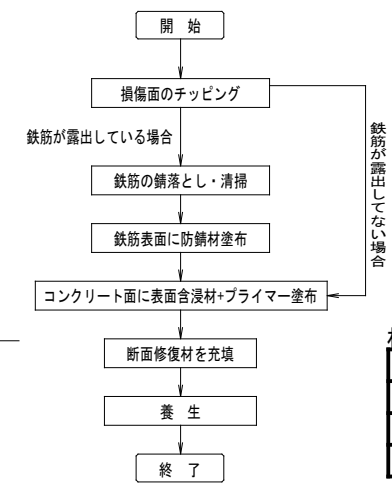 開 始
損傷面のチッピング
鉄筋が露出している場合
鉄筋が露出してない場合
鉄筋の錆落とし・清掃
鉄筋表面に防錆材塗布
コンクリート面に表面含浸材+プライマー塗布
断面修復材を充填
養 生
終 了